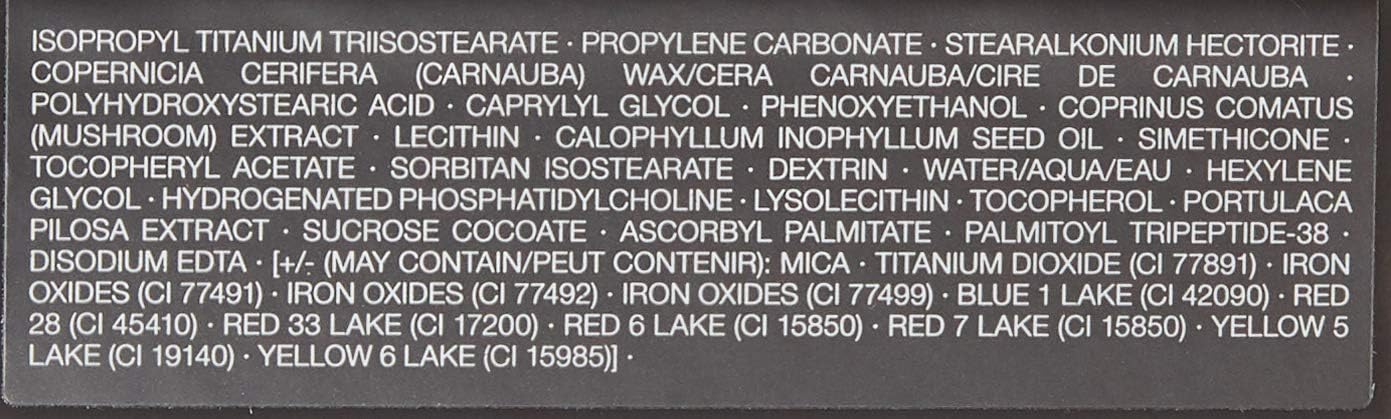 ISOPROPYL TITANIUM TRIISOSTEARATE · PROPYLENE CARBONATE · STEARALKONIUM HECTORITE ·
COPERNICIA CERIFERA (CARNAUBA) WAX/CERA CARNAUBA/CIRE DE CARNAUBA ·
POLYHYDROXYSTEARIC ACID · CAPRYLYL GLYCOL · PHENOXYETHANOL · COPRINUS COMATUS
(MUSHROOM) EXTRACT · LECITHIN · CALOPHYLLUM INOPHYLLUM SEED OIL · SIMETHICONE ·
TOCOPHERYL ACETATE · SORBITAN ISOSTEARATE · DEXTRIN · WATER/AQUA/EAU · HEXYLENE
GLYCOL · HYDROGENATED PHOSPHATIDYLCHOLINE · LYSOLECITHIN · TOCOPHEROL · PORTULACA
PILOSA EXTRACT · SUCROSE COCOATE · ASCORBYL PALMITATE · PALMITOYL TRIPEPTIDE-38 ·
DISODIUM EDTA · [+/- (MAY CONTAIN/PEUT CONTENIR): MICA · TITANIUM DIOXIDE (CI 77891) · IRON
OXIDES (CI 77491) · IRON OXIDES (CI 77492) · IRON OXIDES (CI 77499) · BLUE 1 LAKE (CI 42090) · RED
28 (CI 45410) · RED 33 LAKE (CI 17200) · RED 6 LAKE (CI 15850) · RED 7 LAKE (CI 15850) · YELLOW 5
LAKE (CI 19140) · YELLOW 6 LAKE (CI 15985)] ·